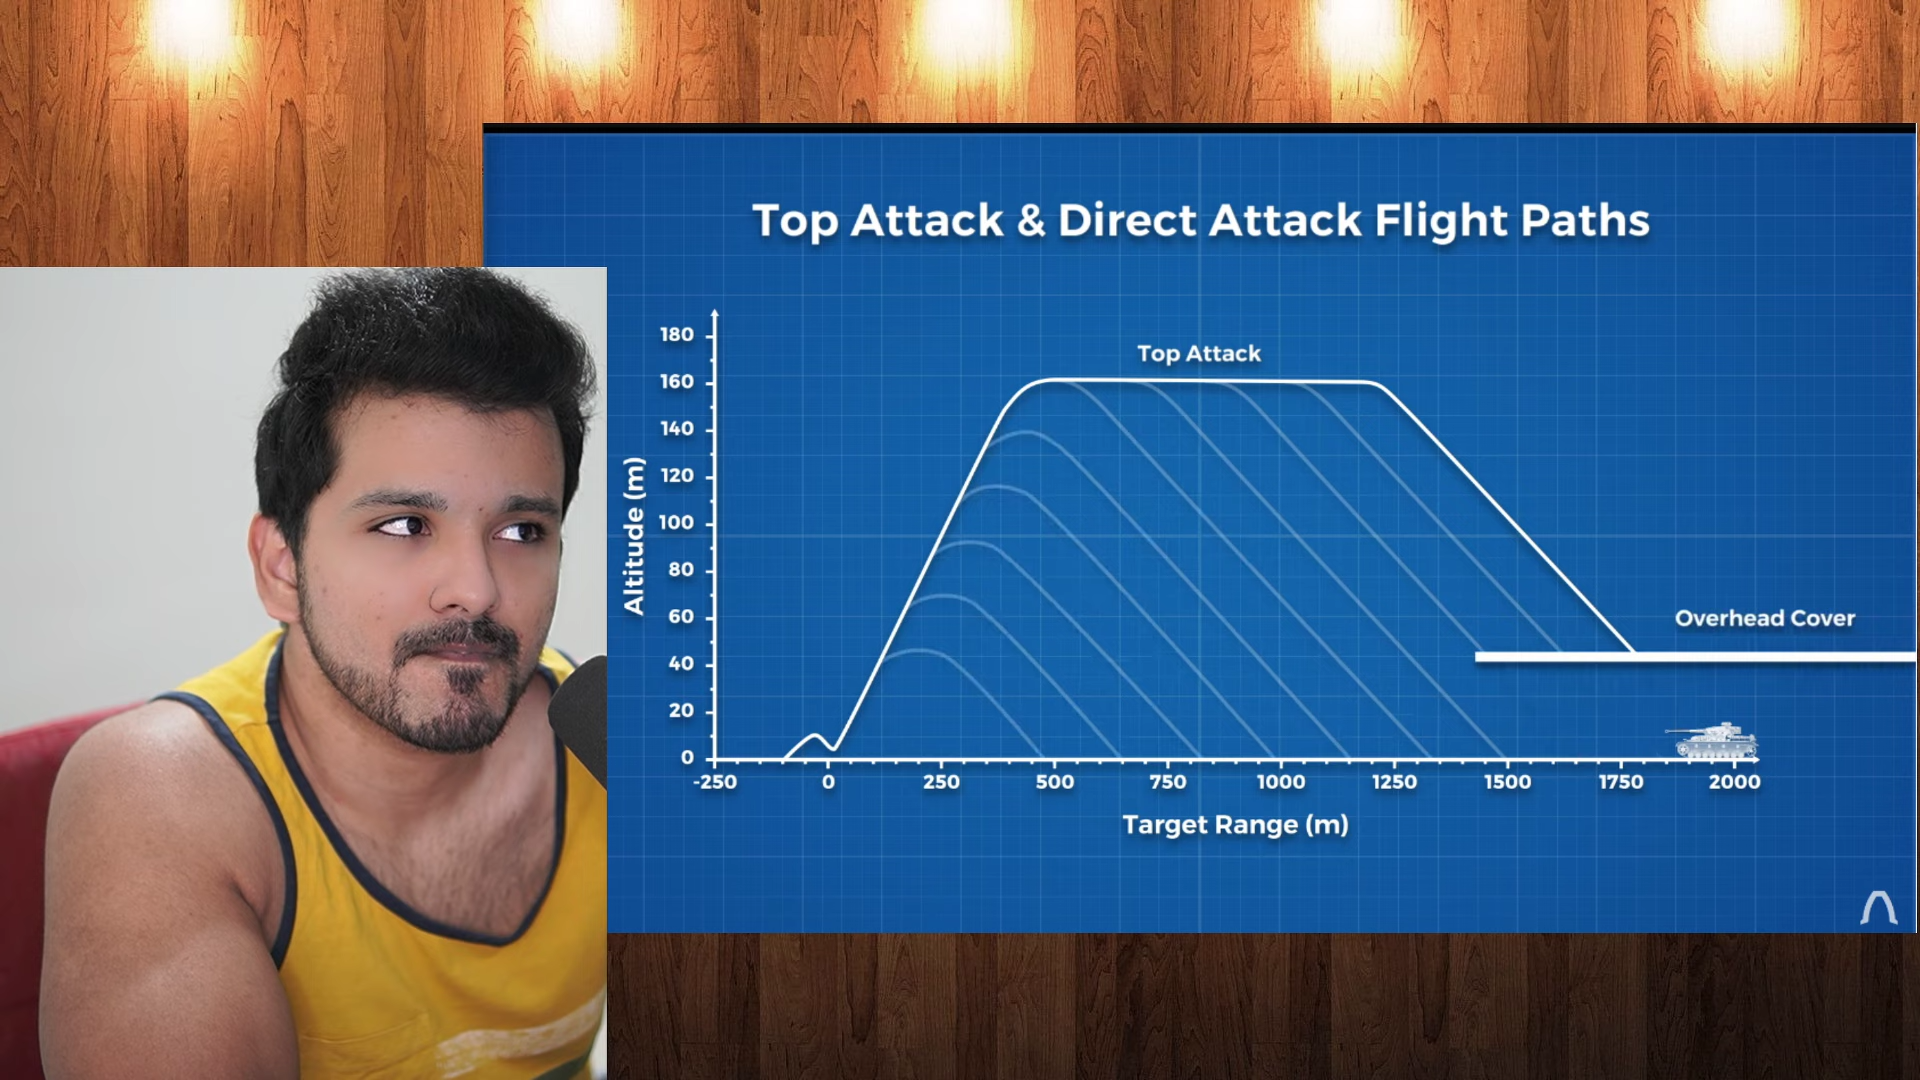 Top Attack & Direct Attack Flight Paths
Altitude (m)
180
160
140
120
100
80
60
40
20
0
Top Attack
Overhead Cover
-250 0 250 500 750 1000 1250 1500 1750 2000
Target Range (m)